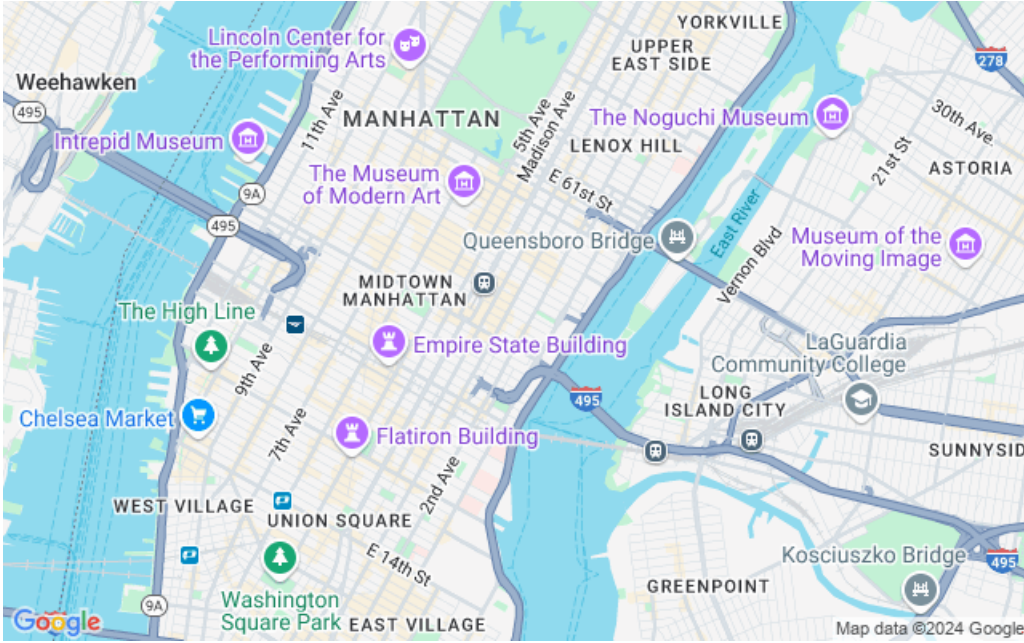 YORKVILLE
Lincoln Center for
the Performing Arts
UPPER
EAST SIDE
278
Weehawken
495
11th Ave
MANHATTAN
5th Ave
Madison Ave
The Noguchi Museum
30th Ave.
Intrepid Museum
LENOX HILL
21st St
ASTORIA
The Museum
of Modern Art
E 61st St
9A
495
East River
Queensboro Bridge
Museum of the
Moving Image
Vernon Blvd
MIDTOWN
MANHATTAN
The High Line
Empire State Building
LaGuardia
Community College
9th Ave
495
LONG
ISLAND CITY
Chelsea Market
7th Ave
Flatiron Building
SUNNYSID
2nd Ave
WEST VILLAGE
UNION SQUARE
E 14th St
Kosciuszko Bridge
495
GREENPOINT
9A
Washington
Square Park
EAST VILLAGE
Google
Map data ©2024 Google